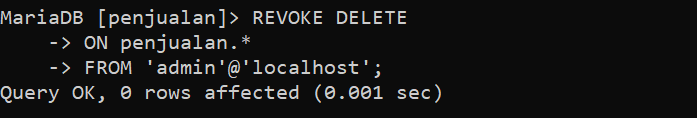 MariaDB [penjualan]> REVOKE DELETE
    -> ON penjualan.*
    -> FROM 'admin'@'localhost';
Query OK, 0 rows affected (0.001 sec)